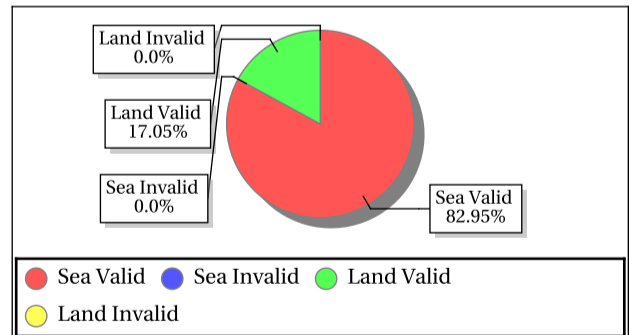 Land Invalid
0.0%
Land Valid
17.05%
Sea Invalid
0.0%
Sea Valid
82.95%
Sea Valid Sea Invalid Land Valid
Land Invalid